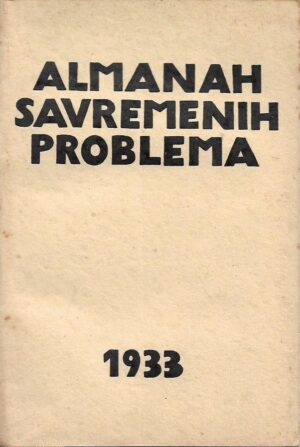 ALMANAH
SAVREMENIH
PROBLEMA
1933